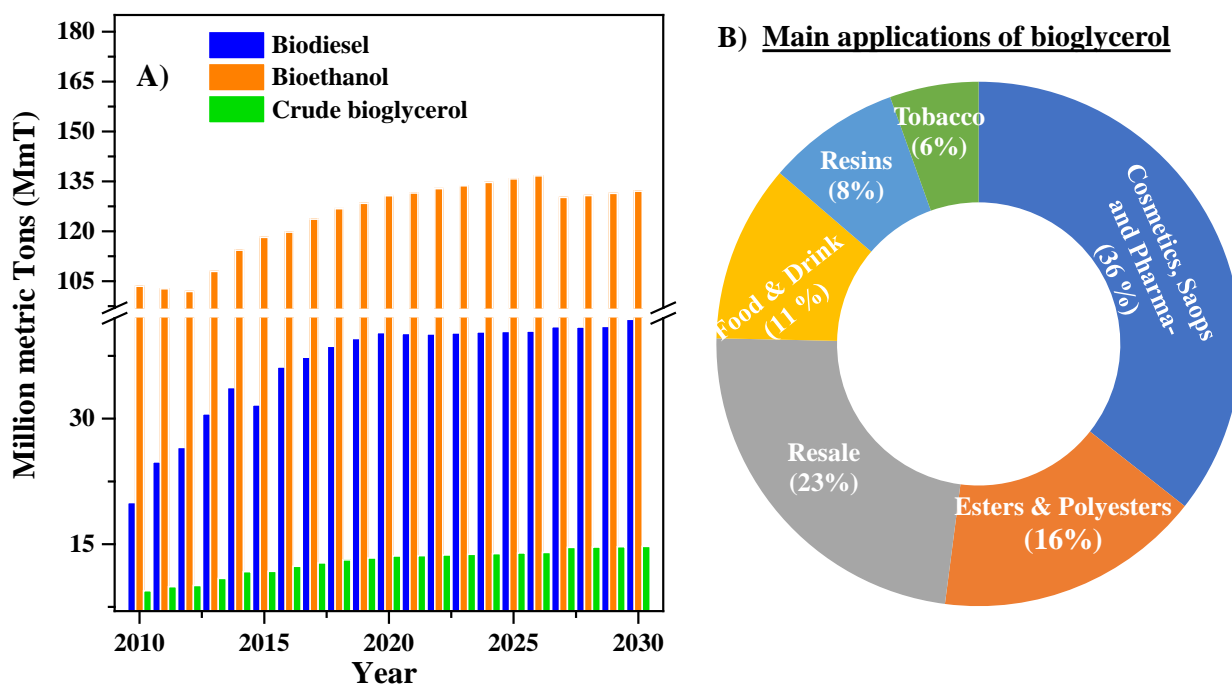 A)
Biodiesel
Bioethanol
Crude bioglycerol
Million metric Tons (MmT)
180
165
150
135
120
105
30
15
2010
2015
2020
2025
2030
Year
B) Main applications of bioglycerol
Tobacco
(6%)
Resins
(8%)
Food & Drink
(11 %)
Cosmetics, Saops
and Pharma-
(36 %)
Resale
(23%)
Esters & Polyesters
(16%)